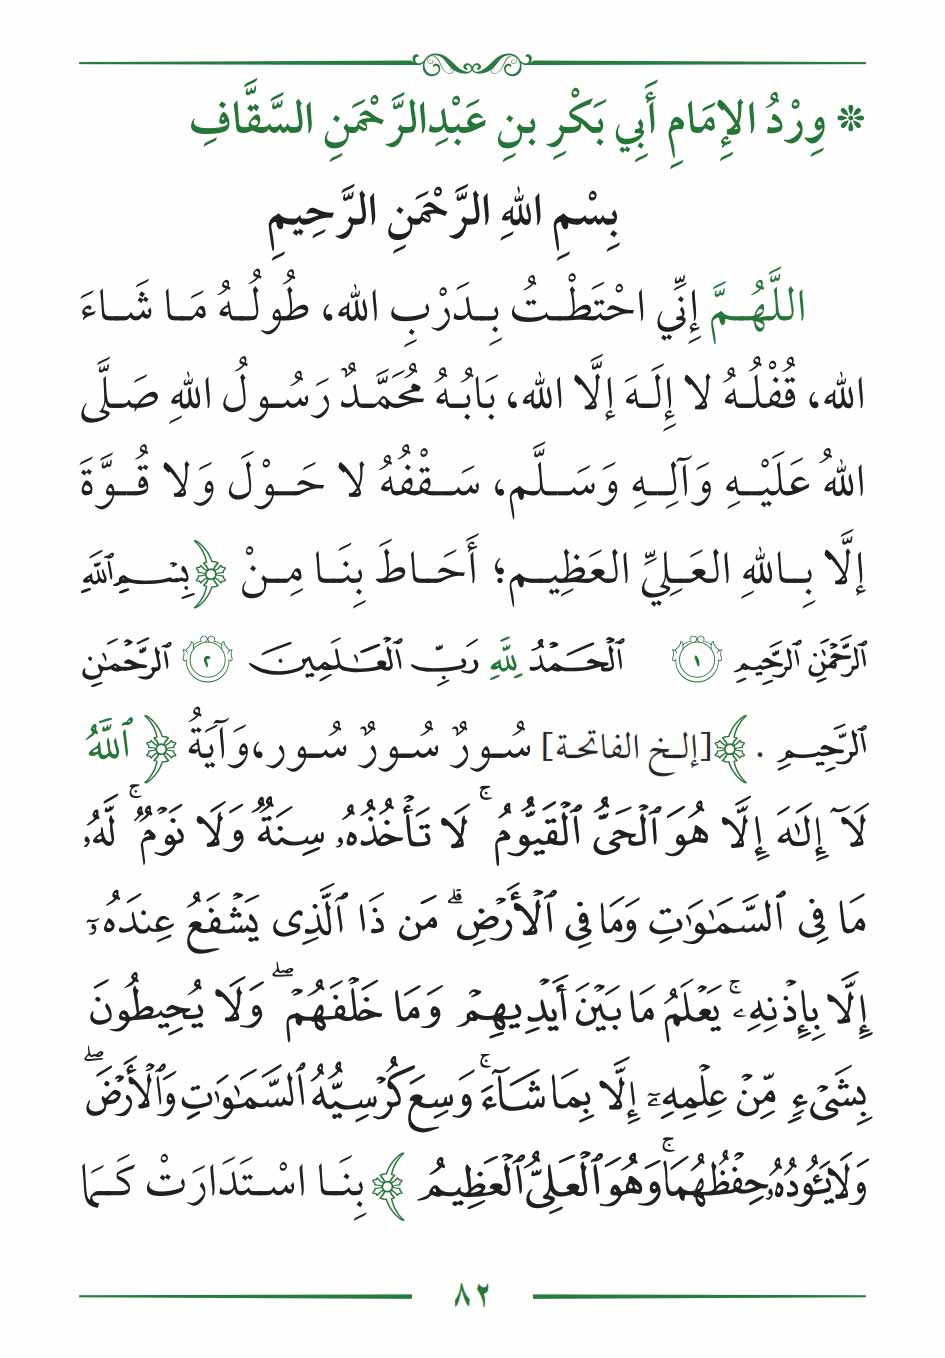 ❊ وِرْدُ الإِمَامِ أَبِي بَكْرِ بنِ عَبْدِالرَّحْمَنِ السَّقَّافِ
بِسْمِ اللهِ الرَّحْمَنِ الرَّحِيمِ
اللَّهُمَّ إِنِّي احْتَطْتُ بِدَرْبِ الله، طُولُهُ مَا شَاءَ
الله، قُفْلُهُ لا إِلَهَ إلَّا الله، بَابُهُ مُحَمَّدٌ رَسُولُ اللهِ صَلَّى
اللهُ عَلَيْهِ وَآلِهِ وَسَلَّم، سَقْفُهُ لا حَوْلَ وَلا قُوَّةَ
إلَّا بِاللهِ العَلِيِّ العَظِيم؛ أَحَاطَ بِنَا مِنْ ﴿بِسْمِ ٱللَّهِ
ٱلرَّحْمَٰنِ ٱلرَّحِيمِ ١ ٱلْحَمْدُ لِلَّهِ رَبِّ ٱلْعَٰلَمِينَ ٢ ٱلرَّحْمَٰنِ
ٱلرَّحِيمِ . ﴾[إلخ الفاتحة] سُورٌ سُورٌ سُور،وَآيَةُ ﴿ ٱللَّهُ
لَآ إِلَٰهَ إِلَّا هُوَ ٱلْحَىُّ ٱلْقَيُّومُ ۚ لَا تَأْخُذُهُۥ سِنَةٌ وَلَا نَوْمٌ ۚ لَّهُۥ
مَا فِى ٱلسَّمَٰوَٰتِ وَمَا فِى ٱلْأَرْضِ ۗ مَن ذَا ٱلَّذِى يَشْفَعُ عِندَهُۥٓ
إِلَّا بِإِذْنِهِۦ ۚ يَعْلَمُ مَا بَيْنَ أَيْدِيهِمْ وَمَا خَلْفَهُمْ ۖ وَلَا يُحِيطُونَ
بِشَىْءٍ مِّنْ عِلْمِهِۦٓ إِلَّا بِمَا شَآءَ ۚ وَسِعَ كُرْسِيُّهُ ٱلسَّمَٰوَٰتِ وَٱلْأَرْضَ ۖ
وَلَا يَـُٔودُهُۥ حِفْظُهُمَا ۚ وَهُوَ ٱلْعَلِىُّ ٱلْعَظِيمُ ﴾ بِنَا اسْتَدَارَتْ كَمَا
٨٢